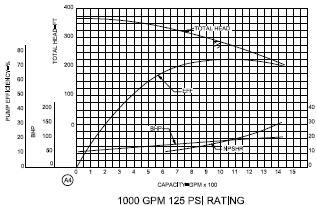 400
300
200
100
0
TOTAL HEAD-FT
80
70
60
50
40
30
20
10
0
PUMP EFFICIENCY-%
200
150
100
50
0
BHP
TOTAL HEAD
EFF.
BHP
NPSHR
40
30
20
10
0
A4
0 1 2 3 4 5 6 7 8 9 10 11 12 13 14 15
CAPACITY-GPM x 100
1000 GPM 125 PSI RATING